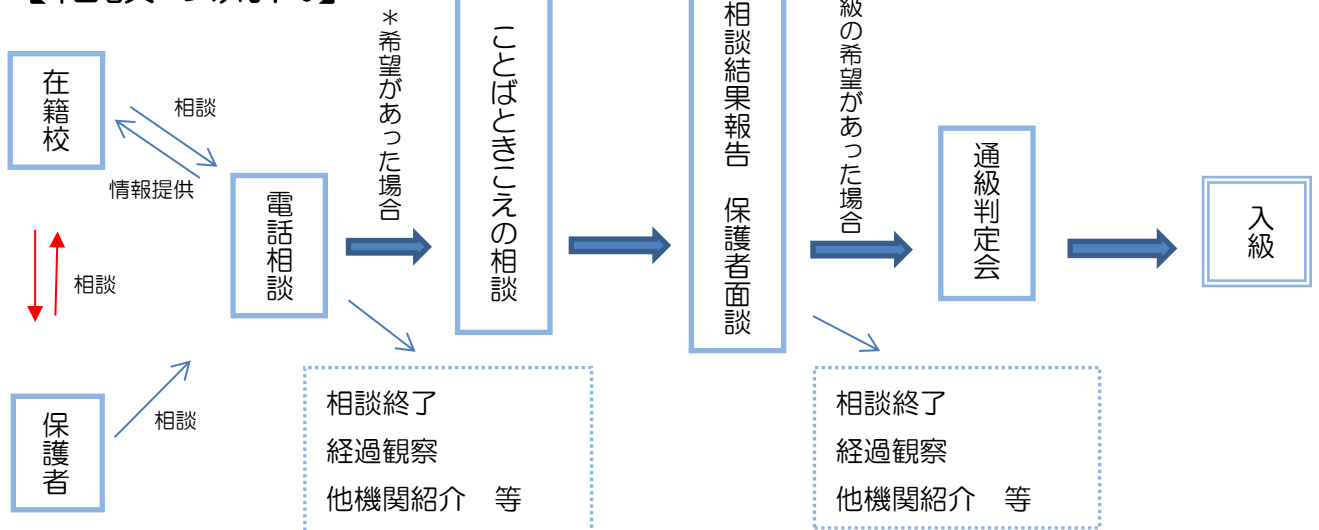 在籍校
相談
情報提供
相談
保護者
相談
電話相談
＊希望があった場合
ことばときこえの相談
相談終了
経過観察
他機関紹介　等
相談結果報告　保護者面談
級の希望があった場合
相談終了
経過観察
他機関紹介　等
通級判定会
入級